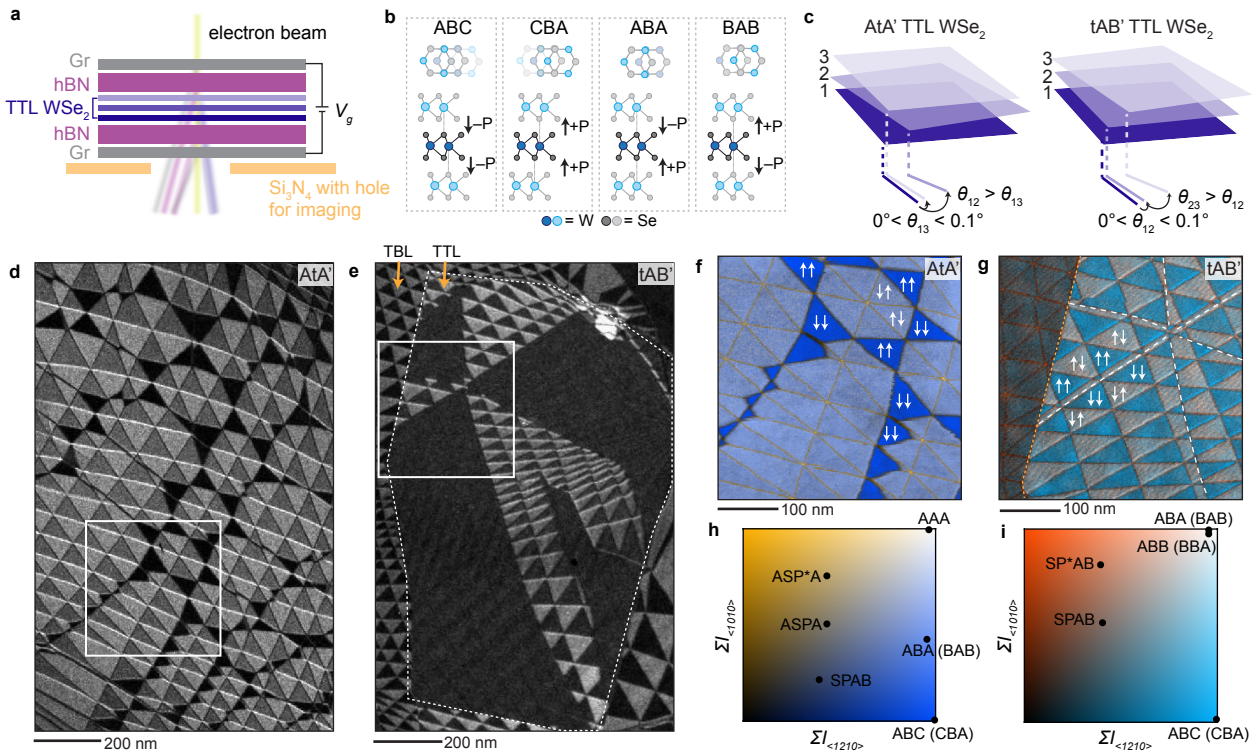 a
electron beam
Gr
hBN
TTL WSe2
hBN
Gr
Vg
Si3N4 with hole
for imaging
b
ABC
CBA
ABA
BAB
–P
+P
–P
+P
–P
+P
+P
–P
= W
= Se
c
AtA’ TTL WSe2
tAB’ TTL WSe2
3
2
1
3
2
1
θ12 > θ13
0°< θ13 < 0.1°
θ23 > θ12
0°< θ12 < 0.1°
d
AtA’
200 nm
TBL
TTL
e
tAB’
200 nm
f
AtA’
↑↑
↓↑
↑↑
↓↓
↑↓
↓↓
↑↑
↓↓
↓↓
100 nm
g
tAB’
↑↓
↑↓
↑↑
↓↓
↑↑
↓↓
↓↑
↓↑
100 nm
h
AAA
ASP*A
ASPA
ABA (BAB)
SPAB
ABC (CBA)
ΣI<1010>
ΣI<1210>
i
ABA (BAB)
ABB (BBA)
SP*AB
SPAB
ABC (CBA)
ΣI<1010>
ΣI<1210>